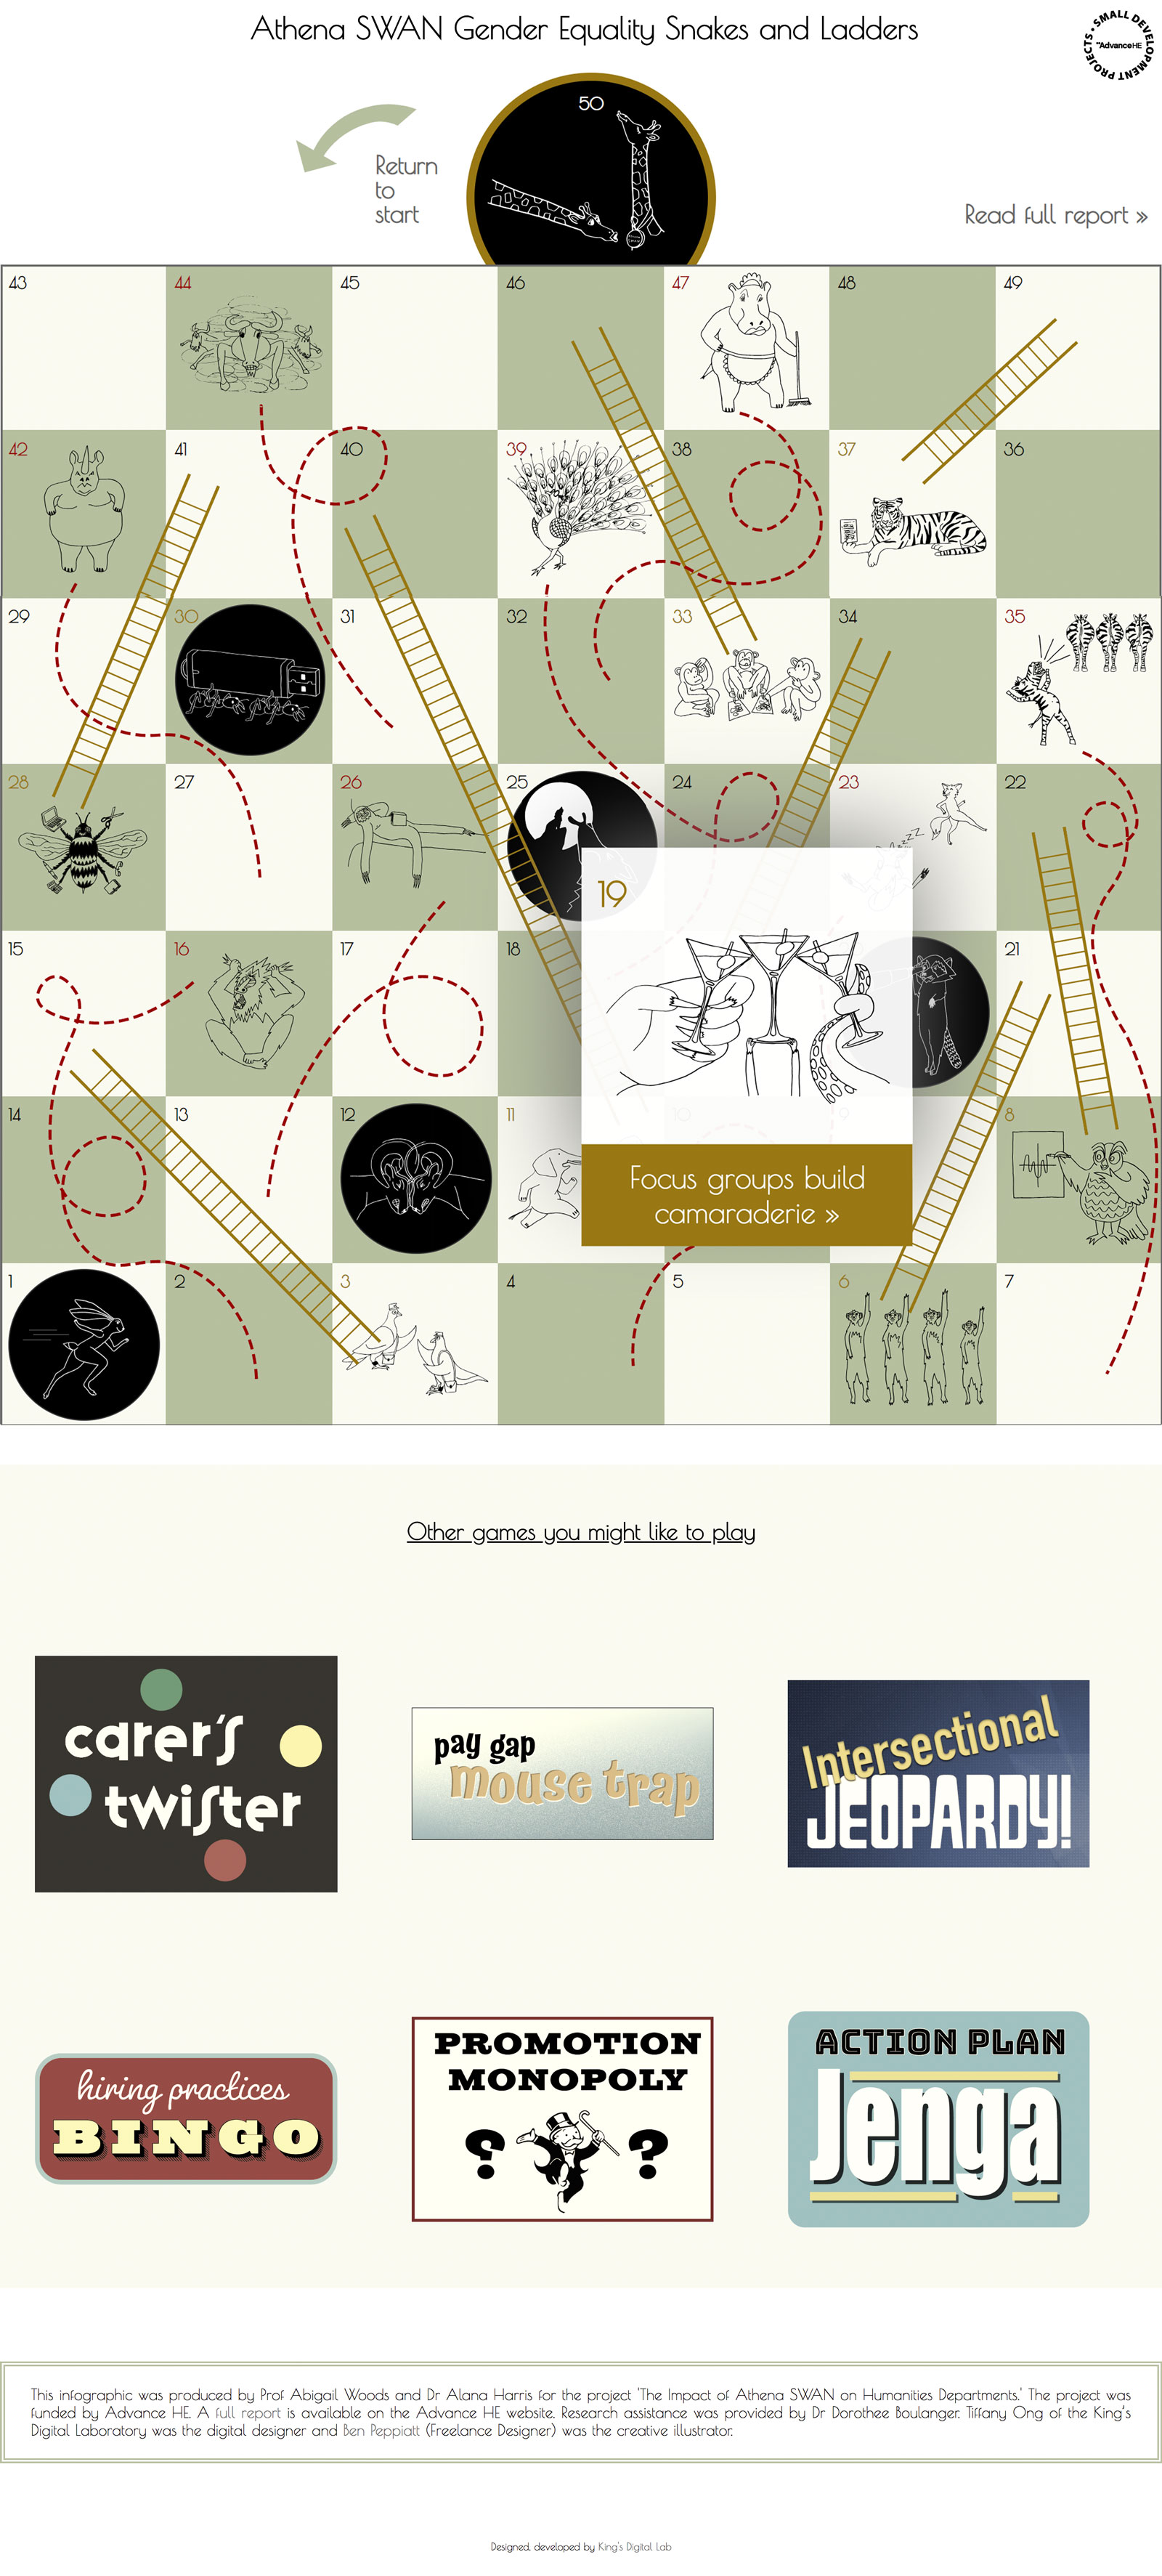 Athena SWAN Gender Equality Snakes and Ladders
SMALL DEVELOPMENT PROJECTS
AdvanceHE
50
Return
to
start
Read full report »
43
44
45
46
47
48
49
42
41
40
39
38
37
36
29
30
31
32
33
34
35
28
27
26
25
24
23
22
zzzz
19
15
16
17
18
21
14
13
12
11
10
9
8
Focus groups build
camaraderie »
1
2
3
4
5
6
7
Other games you might like to play
carer's
twister
pay gap
mouse trap
Intersectional
JEOPARDY!
hiring practices
BINGO
PROMOTION
MONOPOLY
? ?
ACTION PLAN
Jenga
This infographic was produced by Prof Abigail Woods and Dr Alana Harris for the project 'The Impact of Athena SWAN on Humanities Departments.' The project was
funded by Advance HE. A full report is available on the Advance HE website. Research assistance was provided by Dr Dorothee Boulanger. Tiffany Ong of the King's
Digital Laboratory was the digital designer and Ben Peppiatt (Freelance Designer) was the creative illustrator.
Designed, developed by King's Digital Lab